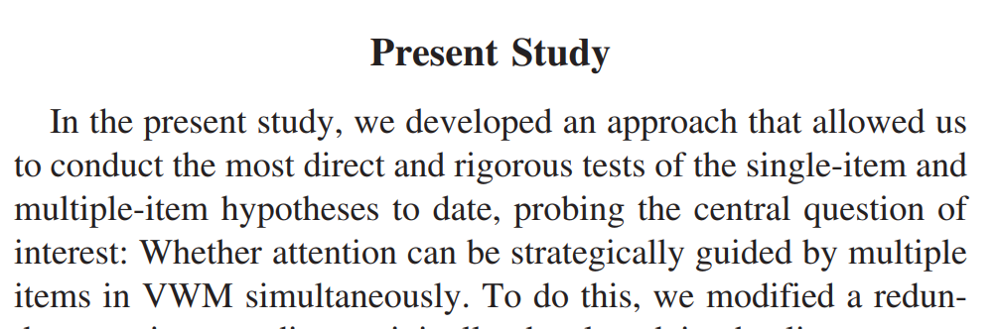 Present Study
In the present study, we developed an approach that allowed us
to conduct the most direct and rigorous tests of the single-item and
multiple-item hypotheses to date, probing the central question of
interest: Whether attention can be strategically guided by multiple
items in VWM simultaneously. To do this, we modified a redun-